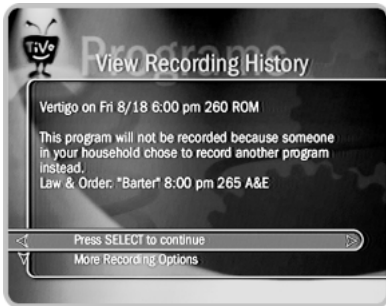 TiVo
Programs
View Recording History
Vertigo on Fri 8/18 6:00 pm 260 ROM
This program will not be recorded because someone
in your household chose to record another program
instead.
Law & Order: "Barter" 8:00 pm 265 A&E
Press SELECT to continue
More Recording Options